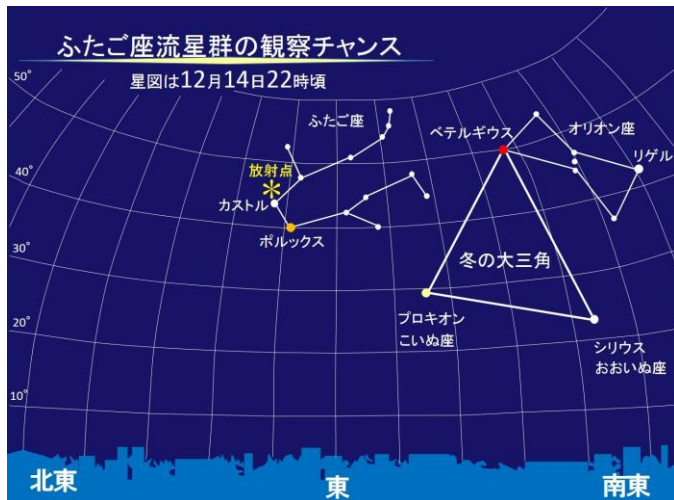 ふたご座流星群の観察チャンス
星図は12月14日22時頃
50°
40°
30°
20°
10°
ふたご座
放射点
カストル
ポルックス
ベテルギウス
オリオン座
リゲル
冬の大三角
プロキオン
こいぬ座
シリウス
おおいぬ座
北東
東
南東